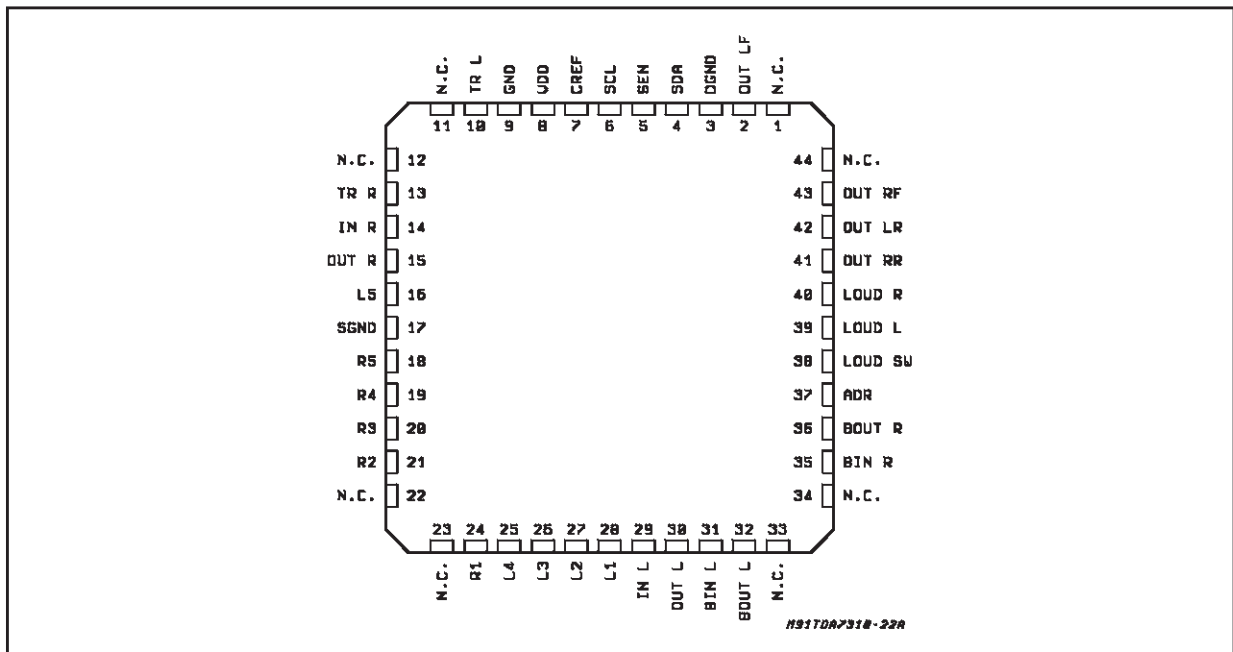 N.C. TR L GND VDD CREF SCL SEN SDA DGND OUT LF N.C.
11 10 9 8 7 6 5 4 3 2 1
N.C. 12 44 N.C.
TR R 13 43 OUT RF
IN R 14 42 OUT LR
OUT R 15 41 OUT RR
L5 16 40 LOUD R
SGND 17 39 LOUD L
R5 18 38 LOUD SW
R4 19 37 ADR
R3 20 36 BOUT R
R2 21 35 BIN R
N.C. 22 34 N.C.
23 24 25 26 27 28 29 30 31 32 33
N.C. R1 L4 L3 L2 L1 IN L OUT L BIN L BOUT L N.C.
M91TDA7318-22A